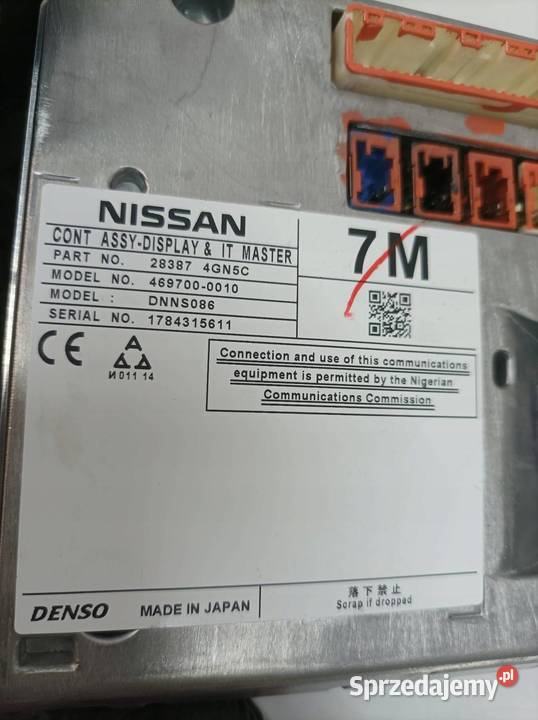 NISSAN
CONT ASSY-DISPLAY & IT MASTER
PART NO. 28387 4GN5C
MODEL NO. 469700-0010
MODEL : DNNS086
SERIAL NO. 1784315611
7M
CE
A
И011 14
Connection and use of this communications
equipment is permitted by the Nigerian
Communications Commission
DENSO
MADE IN JAPAN
落下禁止
Scrap if dropped
Sprzedajemy.pl